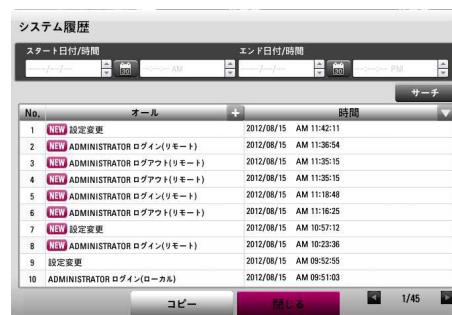 システム履歴
スタート日付/時間 エンド日付/時間
----/--/-- 30 --:--:-- AM ----/--/-- 30 --:--:-- PM
サーチ
No. オール + 時間
1 NEW 設定変更 2012/08/15 AM 11:42:11
2 NEW ADMINISTRATOR ログイン(リモート) 2012/08/15 AM 11:36:54
3 NEW ADMINISTRATOR ログアウト(リモート) 2012/08/15 AM 11:35:15
4 NEW ADMINISTRATOR ログアウト(リモート) 2012/08/15 AM 11:35:15
5 NEW ADMINISTRATOR ログイン(リモート) 2012/08/15 AM 11:18:48
6 NEW ADMINISTRATOR ログアウト(リモート) 2012/08/15 AM 11:16:25
7 NEW 設定変更 2012/08/15 AM 10:57:12
8 NEW ADMINISTRATOR ログイン(リモート) 2012/08/15 AM 10:23:36
9 設定変更 2012/08/15 AM 09:52:55
10 ADMINISTRATOR ログイン(ローカル) 2012/08/15 AM 09:51:03
コピー 閉じる 1/45